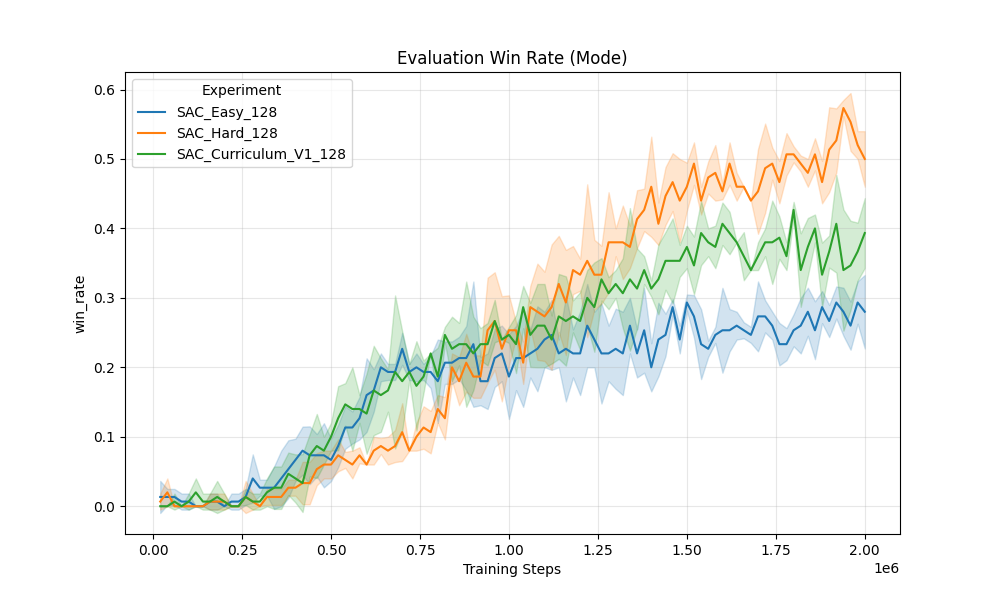 Evaluation Win Rate (Mode)
Experiment
SAC_Easy_128
SAC_Hard_128
SAC_Curriculum_V1_128
win_rate
0.6
0.5
0.4
0.3
0.2
0.1
0.0
0.00 0.25 0.50 0.75 1.00 1.25 1.50 1.75 2.00
1e6
Training Steps